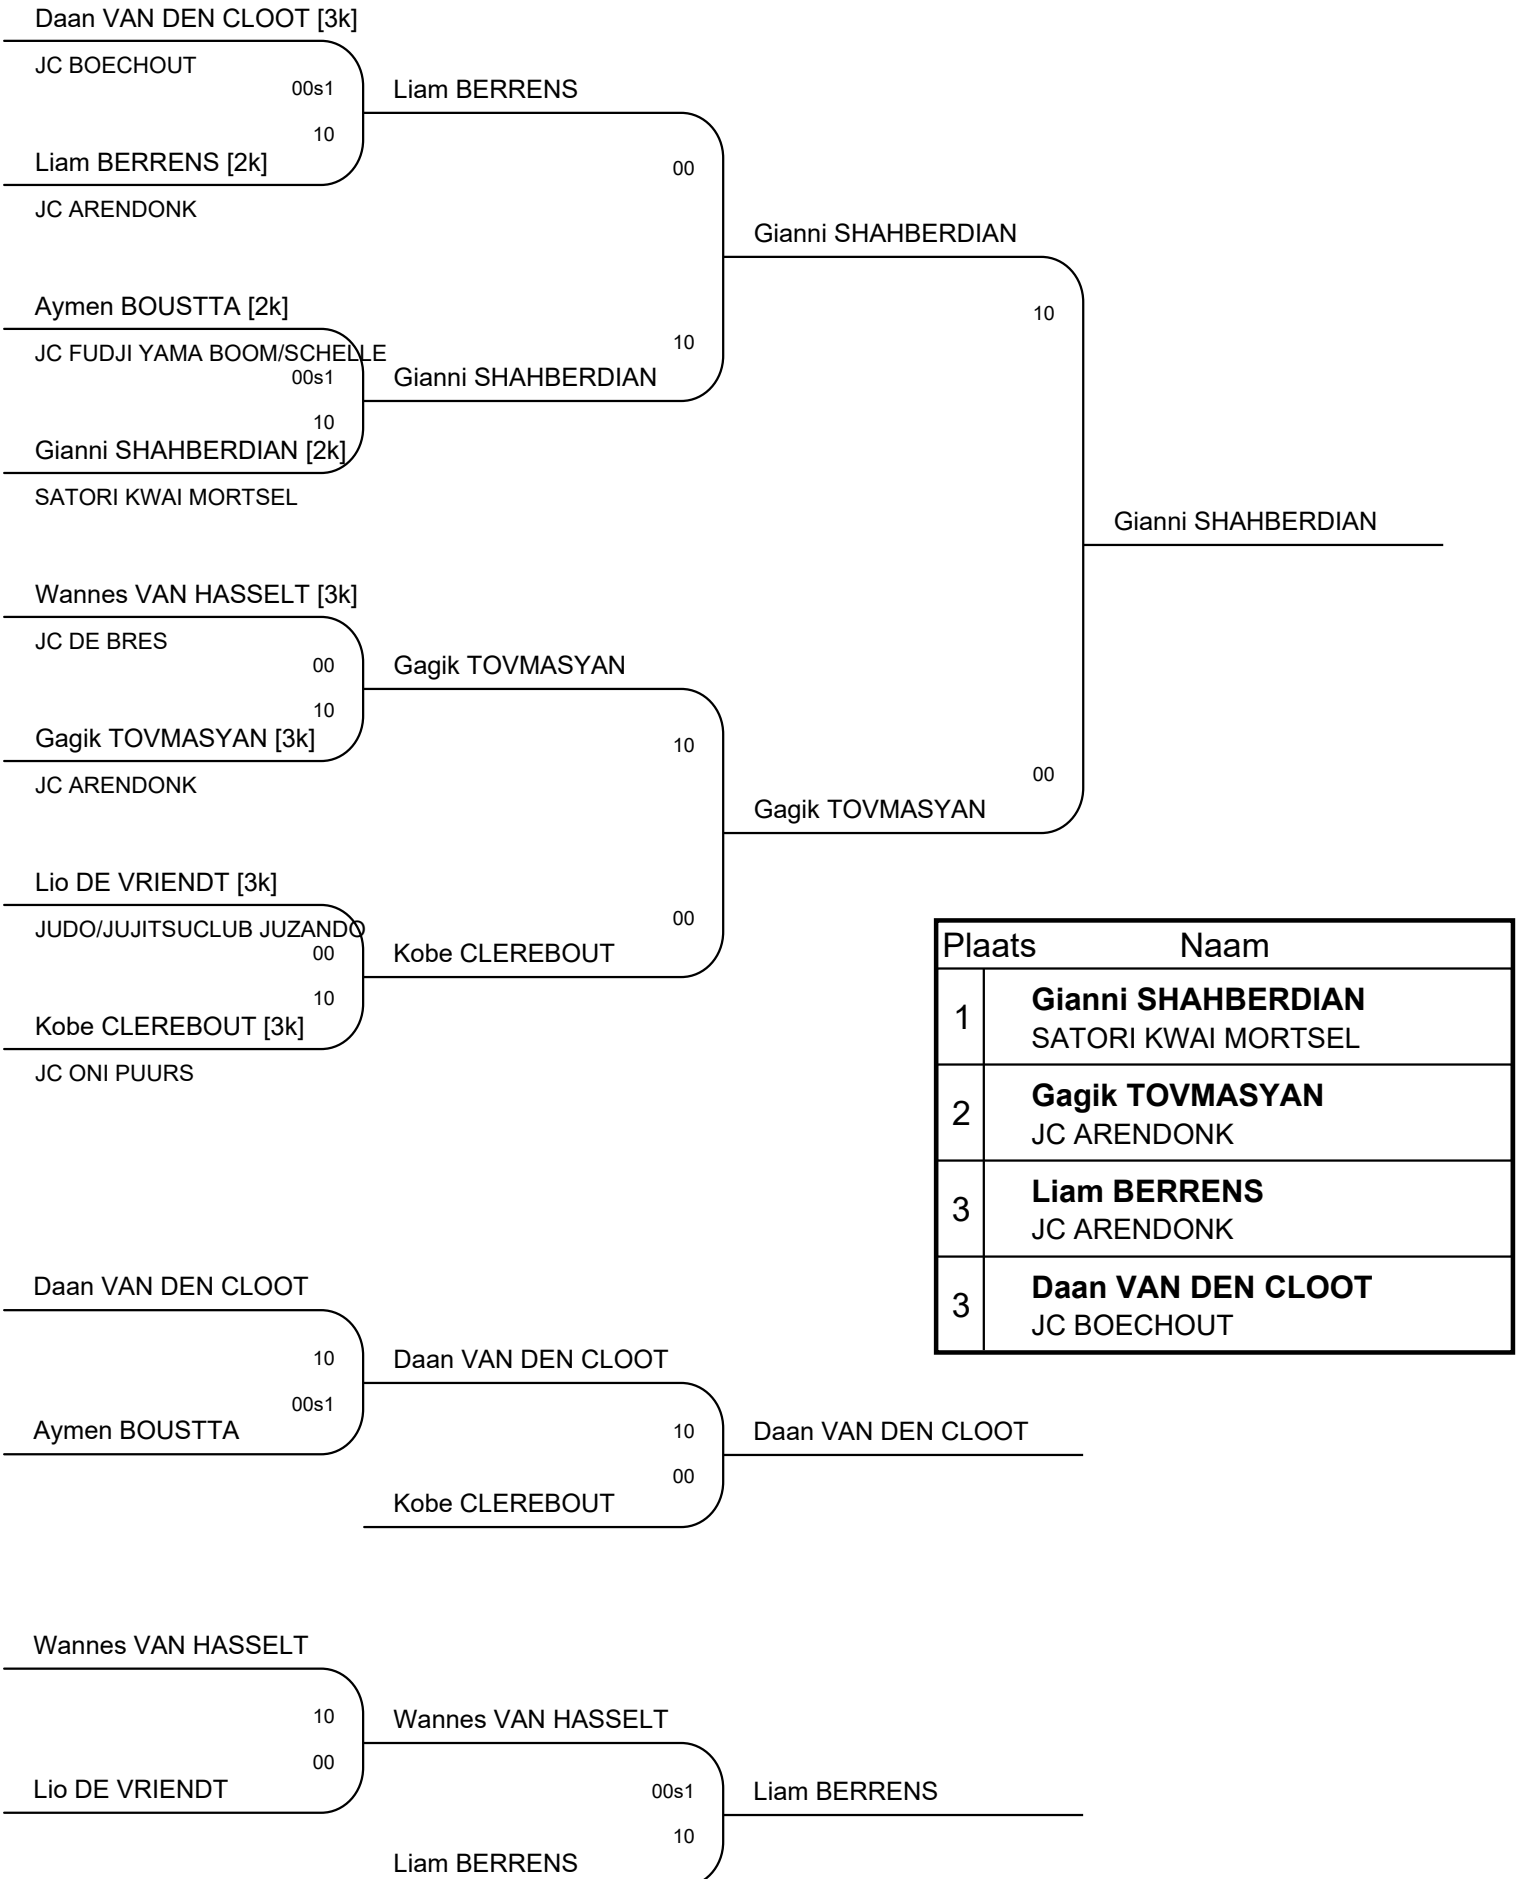 Daan VAN DEN CLOOT [3k]
JC BOECHOUT
00s1
Liam BERRENS
10
Liam BERRENS [2k]
00
JC ARENDONK
Gianni SHAHBERDIAN
Aymen BOUSTTA [2k]
10
JC FUDJI YAMA BOOM/SCHELLE
10
00s1
Gianni SHAHBERDIAN
10
Gianni SHAHBERDIAN [2k]
SATORI KWAI MORTSEL
Gianni SHAHBERDIAN
Wannes VAN HASSELT [3k]
JC DE BRES
00
Gagik TOVMASYAN
10
Gagik TOVMASYAN [3k]
10
JC ARENDONK
00
Gagik TOVMASYAN
Lio DE VRIENDT [3k]
JUDO/JUJITSUCLUB JUZANDO
00
00
Kobe CLEREBOUT
10
Kobe CLEREBOUT [3k]
JC ONI PUURS
Plaats Naam
1 Gianni SHAHBERDIAN
SATORI KWAI MORTSEL
2 Gagik TOVMASYAN
JC ARENDONK
3 Liam BERRENS
JC ARENDONK
3 Daan VAN DEN CLOOT
JC BOECHOUT
Daan VAN DEN CLOOT
10
Daan VAN DEN CLOOT
00s1
Aymen BOUSTTA
10
Daan VAN DEN CLOOT
00
Kobe CLEREBOUT
Wannes VAN HASSELT
10
Wannes VAN HASSELT
00
Lio DE VRIENDT
00s1
Liam BERRENS
10
Liam BERRENS